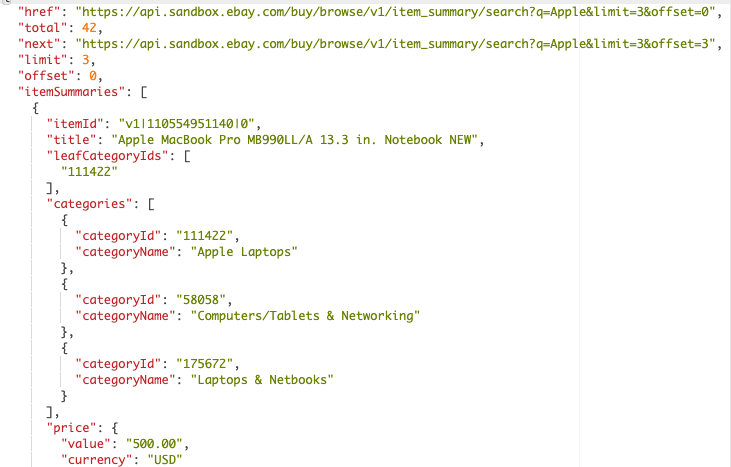 "href": "https://api.sandbox.ebay.com/buy/browse/v1/item_summary/search?q=Apple&limit=3&offset=0",
"total": 42,
"next": "https://api.sandbox.ebay.com/buy/browse/v1/item_summary/search?q=Apple&limit=3&offset=3",
"limit": 3,
"offset": 0,
"itemSummaries": [
{
"itemId": "v1|110554951140|0",
"title": "Apple MacBook Pro MB990LL/A 13.3 in. Notebook NEW",
"leafCategoryIds": [
"111422"
],
"categories": [
{
"categoryId": "111422",
"categoryName": "Apple Laptops"
},
{
"categoryId": "58058",
"categoryName": "Computers/Tablets & Networking"
},
{
"categoryId": "175672",
"categoryName": "Laptops & Netbooks"
}
],
"price": {
"value": "500.00",
"currency": "USD"